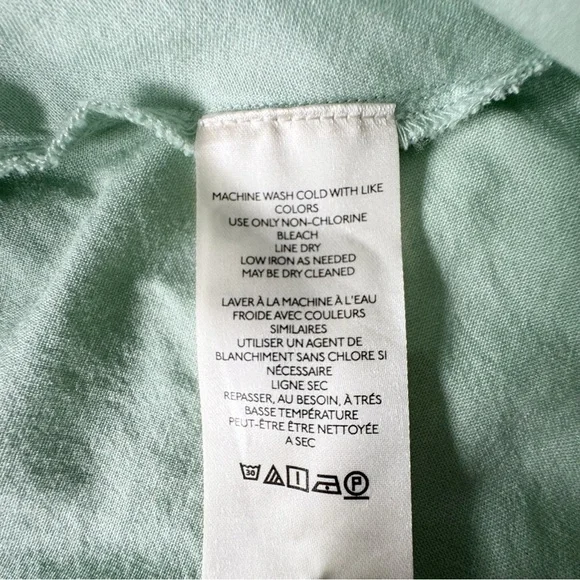 MACHINE WASH COLD WITH LIKE
COLORS
USE ONLY NON-CHLORINE
BLEACH
LINE DRY
LOW IRON AS NEEDED
MAY BE DRY CLEANED
LAVER À LA MACHINE À L'EAU
FROIDE AVEC COULEURS
SIMILAIRES
UTILISER UN AGENT DE
BLANCHIMENT SANS CHLORE SI
NÉCESSAIRE
LIGNE SEC
REPASSER, AU BESOIN, À TRÉS
BASSE TEMPÉRATURE
PEUT-ÊTRE ÊTRE NETTOYÉE
A SEC
30 P